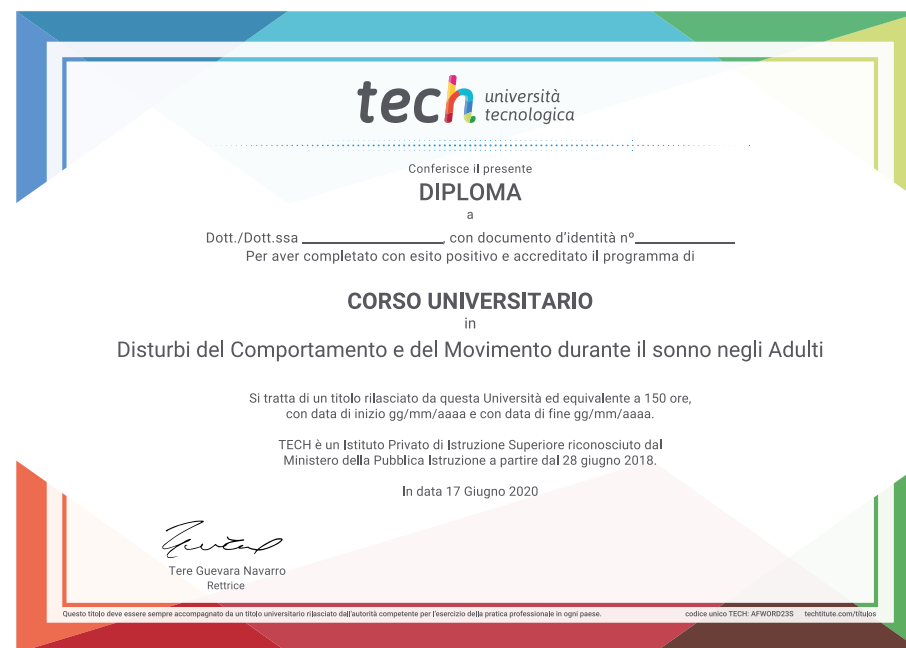 tech università
tecnologica
Conferisce il presente
DIPLOMA
a
Dott./Dott.ssa ____________________, con documento d'identità nº______________
Per aver completato con esito positivo e accreditato il programma di
CORSO UNIVERSITARIO
in
Disturbi del Comportamento e del Movimento durante il sonno negli Adulti
Si tratta di un titolo rilasciato da questa Università ed equivalente a 150 ore,
con data di inizio gg/mm/aaaa e con data di fine gg/mm/aaaa.
TECH è un Istituto Privato di Istruzione Superiore riconosciuto dal
Ministero della Pubblica Istruzione a partire dal 28 giugno 2018.
In data 17 Giugno 2020
Tere Guevara Navarro
Rettrice
Questo titolo deve essere sempre accompagnato da un titolo universitario rilasciato dall'autorità competente per l'esercizio della pratica professionale in ogni paese. codice unico TECH: AFWORD23S techtitute.com/títulos